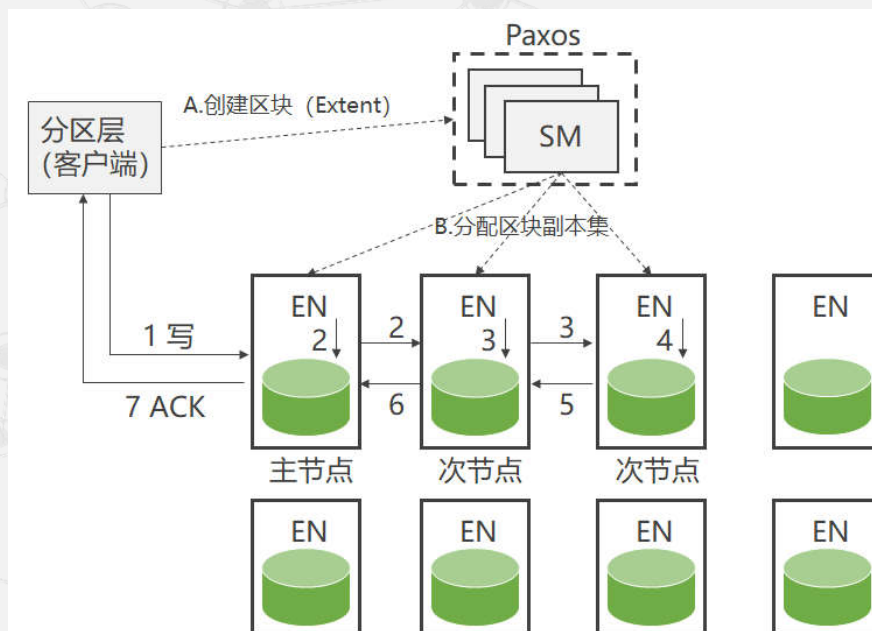 Paxos
A.创建区块（Extent）
分区层
(客户端)
SM
B.分配区块副本集
EN
EN
EN
EN
1 写
2
2
3
3
4
7 ACK
6
5
主节点
次节点
次节点
EN
EN
EN
EN